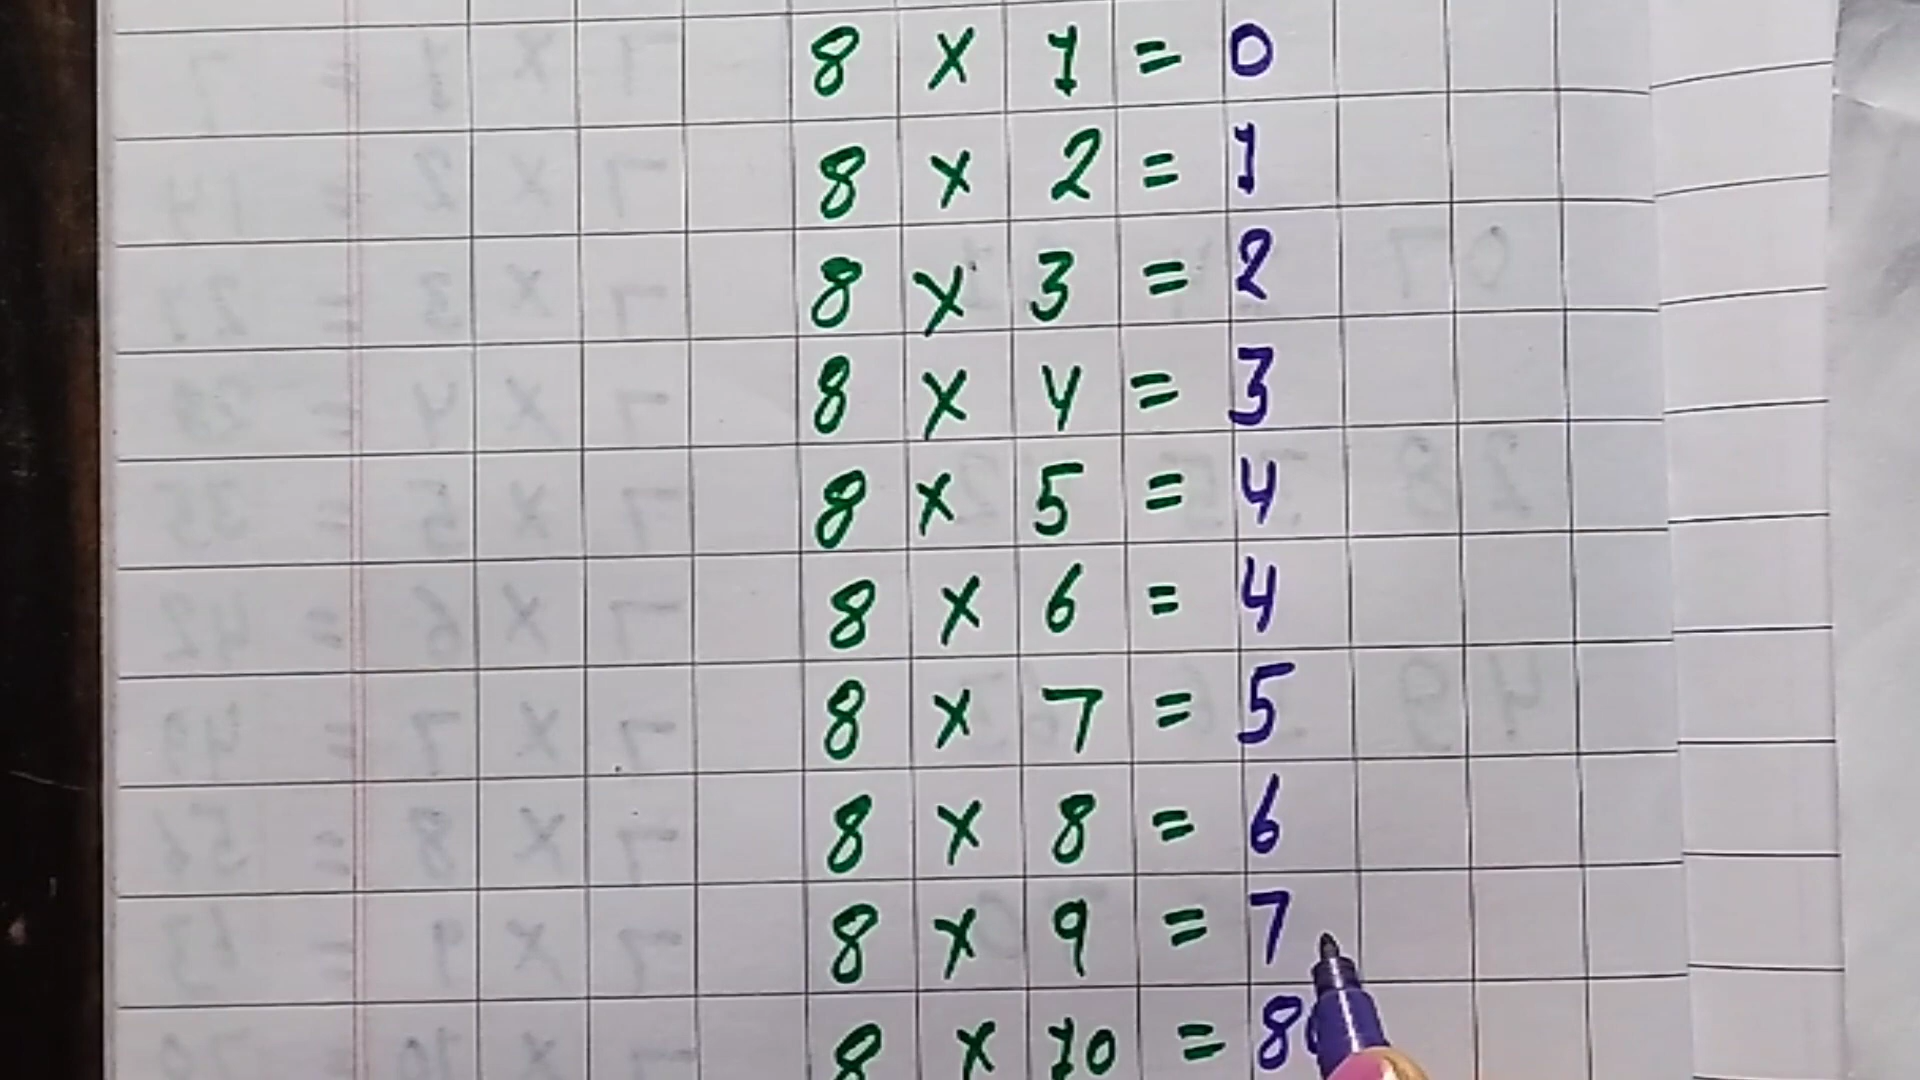 8 × 1 = 0
8 × 2 = 1
8 × 3 = 2
8 × 4 = 3
8 × 5 = 4
8 × 6 = 4
8 × 7 = 5
8 × 8 = 6
8 × 9 = 7
8 × 10 = 80